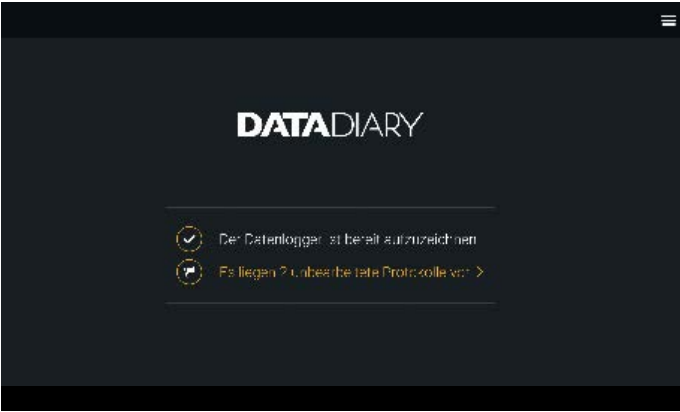 DATADIARY
Der Datenlogger ist bereit aufzuzeichnen
Es liegen 2 unbearbeitete Protokolle vor >